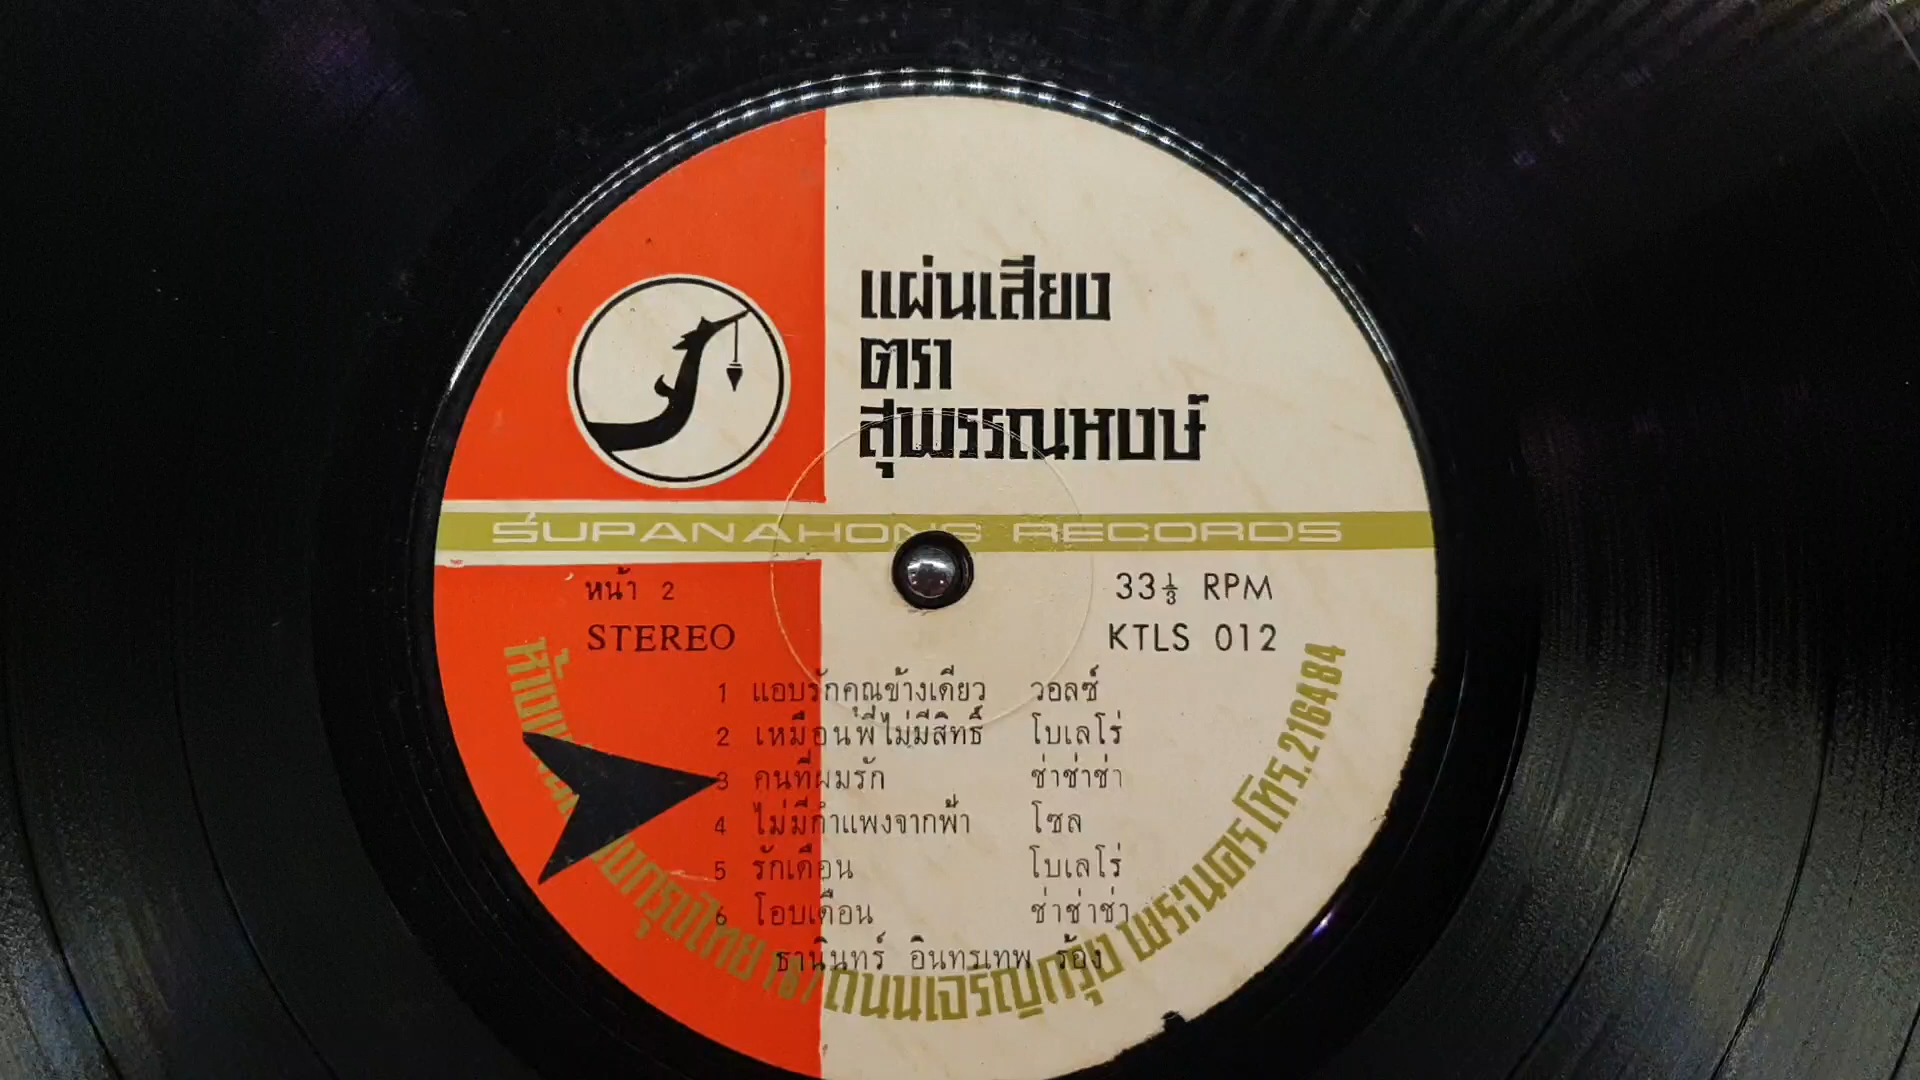 แผ่นเสียง
ตรา
สุพรรณหงษ์
SUPANAHONG RECORDS
หน้า 2
33⅓ RPM
STEREO
KTLS 012
1 แอบรักคุณข้างเดียว วอลซ์
2 เหมือนพี่ไม่มีสิทธิ์ โบเลโร่
3 คนที่ผมรัก ช่าช่าช่า
4 ไม่มีกำแพงจากฟ้า โซล
5 รักเดือน โบเลโร่
6 โอบเดือน ช่าช่าช่า
ธานินทร์ อินทรเทพ ร้อง
กรุงไทย ถนนเจริญกรุง พระนคร โทร.216484